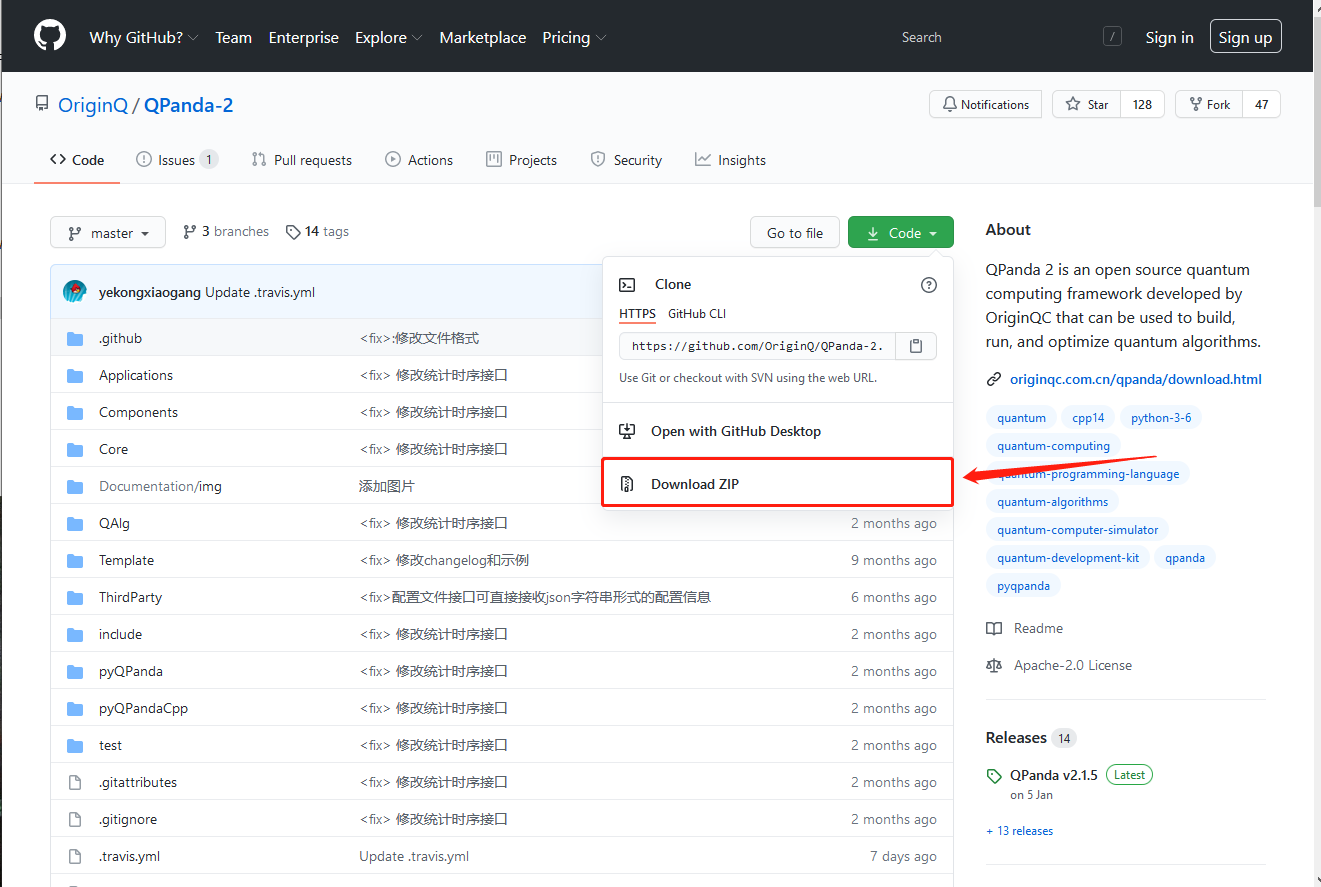 Why GitHub? Team Enterprise Explore Marketplace Pricing Search / Sign in Sign up
OriginQ / QPanda-2 Notifications Star 128 Fork 47
Code Issues 1 Pull requests Actions Projects Security Insights
master 3 branches 14 tags Go to file Code
yekongxiaogang Update .travis.yml
.github <fix>:修改文件格式
Applications <fix> 修改统计时序接口
Components <fix> 修改统计时序接口
Core <fix> 修改统计时序接口
Documentation/img 添加图片
QAlg <fix> 修改统计时序接口 2 months ago
Template <fix> 修改changelog和示例 9 months ago
ThirdParty <fix>配置文件接口可直接接收json字符串形式的配置信息 6 months ago
include <fix> 修改统计时序接口 2 months ago
pyQPanda <fix> 修改统计时序接口 2 months ago
pyQPandaCpp <fix> 修改统计时序接口 2 months ago
test <fix> 修改统计时序接口 2 months ago
.gitattributes <fix> 修改统计时序接口 2 months ago
.gitignore <fix> 修改统计时序接口 2 months ago
.travis.yml Update .travis.yml 7 days ago
Clone
HTTPS GitHub CLI
https://github.com/OriginQ/QPanda-2.
Use Git or checkout with SVN using the web URL.
Open with GitHub Desktop
Download ZIP
About
QPanda 2 is an open source quantum
computing framework developed by
OriginQC that can be used to build,
run, and optimize quantum algorithms.
originqc.com.cn/qpanda/download.html
quantum cpp14 python-3-6
quantum-computing
quantum-programming-language
quantum-algorithms
quantum-computer-simulator
quantum-development-kit qpanda
pyqpanda
Readme
Apache-2.0 License
Releases 14
QPanda v2.1.5 Latest
on 5 Jan
+ 13 releases